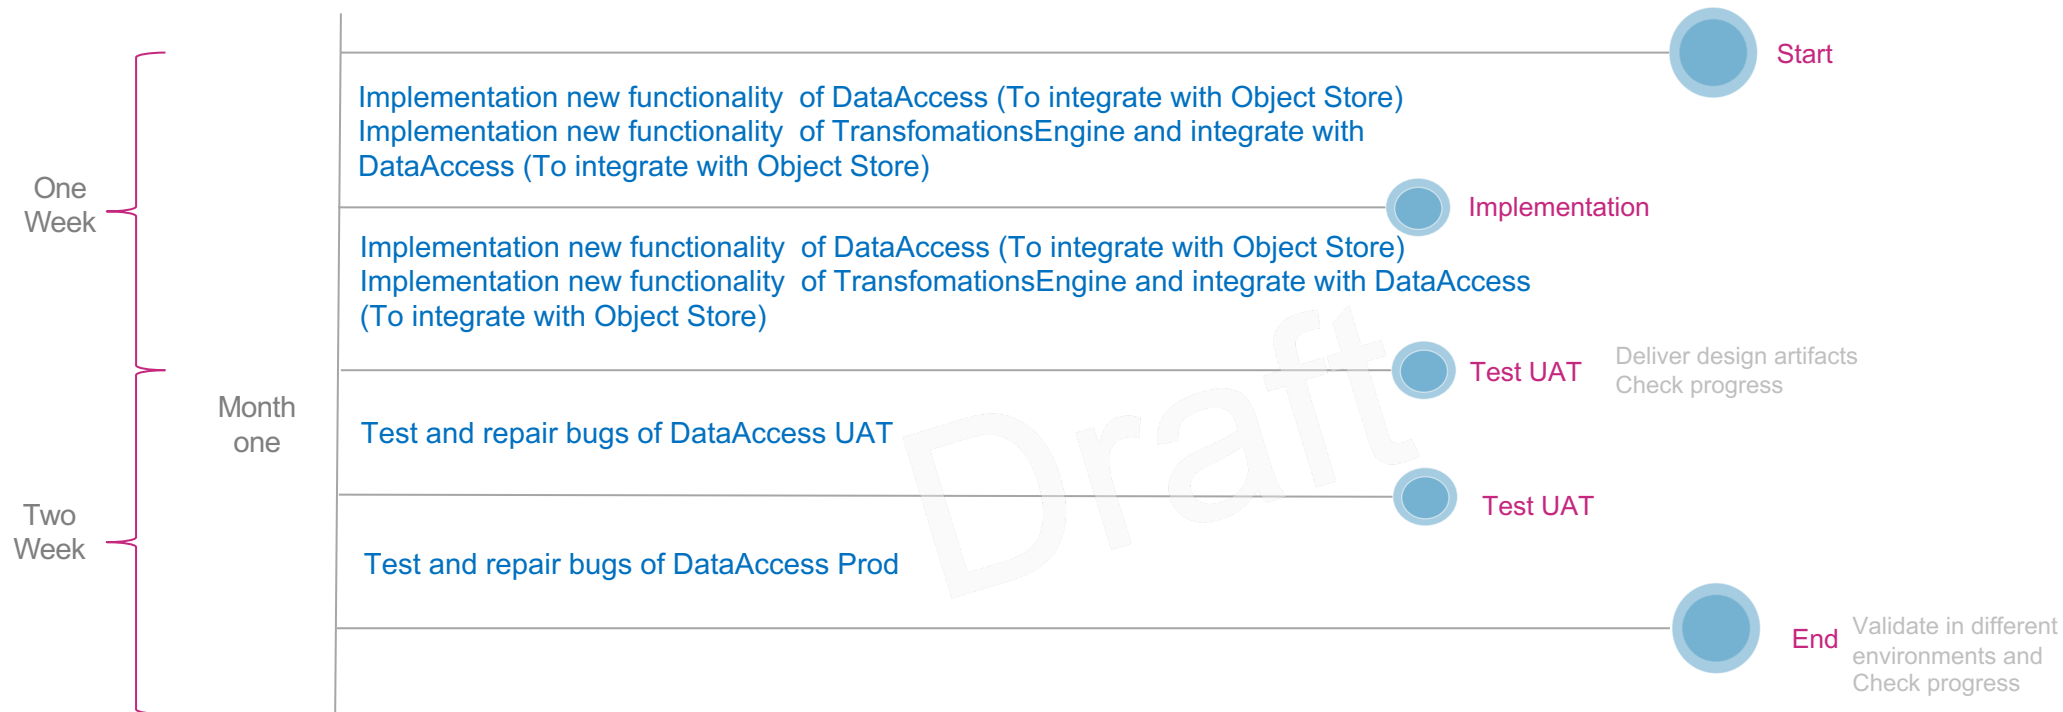 Start
Implementation new functionality  of DataAccess (To integrate with Object Store)
Implementation new functionality  of TransfomationsEngine and integrate with
DataAccess (To integrate with Object Store)
One
Week
Implementation
Implementation new functionality  of DataAccess (To integrate with Object Store)
Implementation new functionality  of TransfomationsEngine and integrate with DataAccess
(To integrate with Object Store)
Test UAT
Deliver design artifacts
Check progress
Month
one
Test and repair bugs of DataAccess UAT
Draft
Test UAT
Two
Week
Test and repair bugs of DataAccess Prod
End
Validate in different
environments and
Check progress